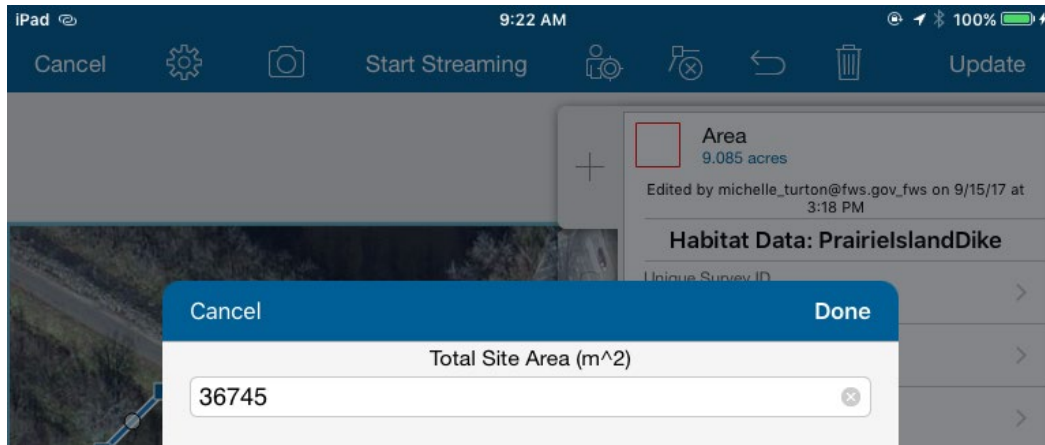 iPad 9:22 AM 100%
Cancel Start Streaming Update
Area
9.085 acres
Edited by michelle_turton@fws.gov_fws on 9/15/17 at
3:18 PM
Habitat Data: PrairieIslandDike
Unique Survey ID
Cancel Done
Total Site Area (m^2)
36745